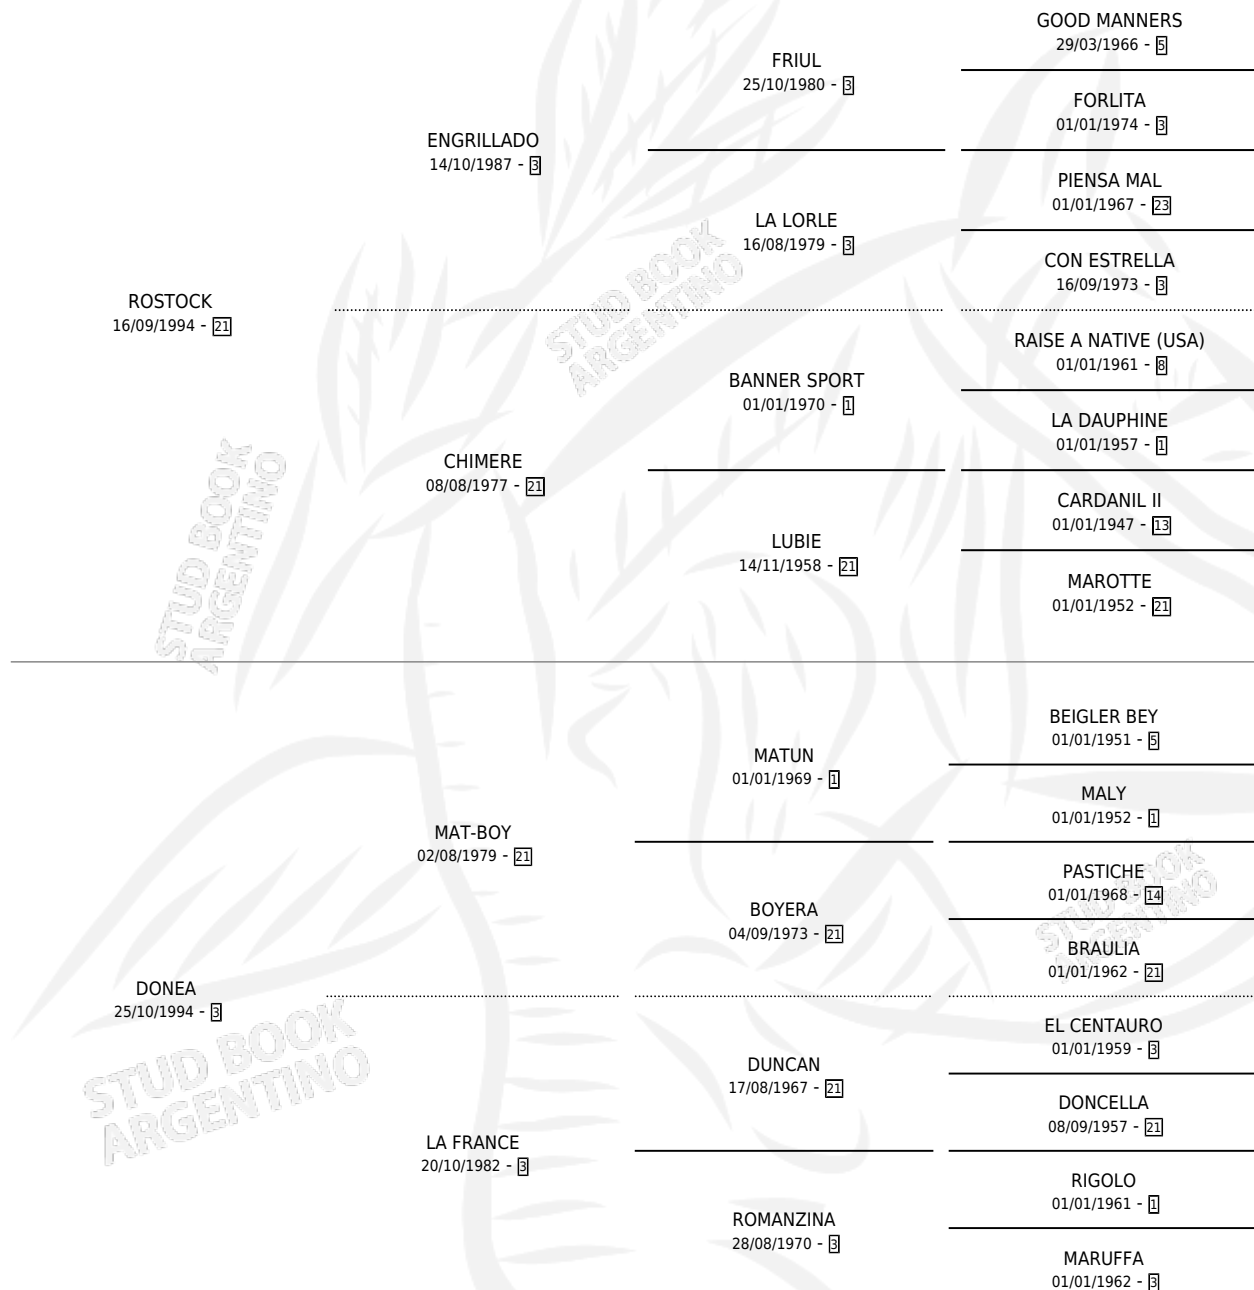 GOOD MANNERS
29/03/1966 - 5
FRIUL
25/10/1980 - 3
FORLITA
01/01/1974 - 3
ENGRILLADO
14/10/1987 - 3
PIENSA MAL
01/01/1967 - 23
LA LORLE
16/08/1979 - 3
CON ESTRELLA
16/09/1973 - 3
ROSTOCK
16/09/1994 - 21
RAISE A NATIVE (USA)
01/01/1961 - 8
BANNER SPORT
01/01/1970 - 1
LA DAUPHINE
01/01/1957 - 1
CHIMERE
08/08/1977 - 21
CARDANIL II
01/01/1947 - 13
LUBIE
14/11/1958 - 21
MAROTTE
01/01/1952 - 21
BEIGLER BEY
01/01/1951 - 5
MATUN
01/01/1969 - 1
MALY
01/01/1952 - 1
MAT-BOY
02/08/1979 - 21
PASTICHE
01/01/1968 - 14
BOYERA
04/09/1973 - 21
BRAULIA
01/01/1962 - 21
DONEA
25/10/1994 - 3
EL CENTAURO
01/01/1959 - 3
DUNCAN
17/08/1967 - 21
DONCELLA
08/09/1957 - 21
LA FRANCE
20/10/1982 - 3
RIGOLO
01/01/1961 - 1
ROMANZINA
28/08/1970 - 3
MARUFFA
01/01/1962 - 3
STUD BOOK
ARGENTINO
STUD BOOK
ARGENTINO
STUD BOOK
ARGENTINO
STUD BOOK
ARGENTINO